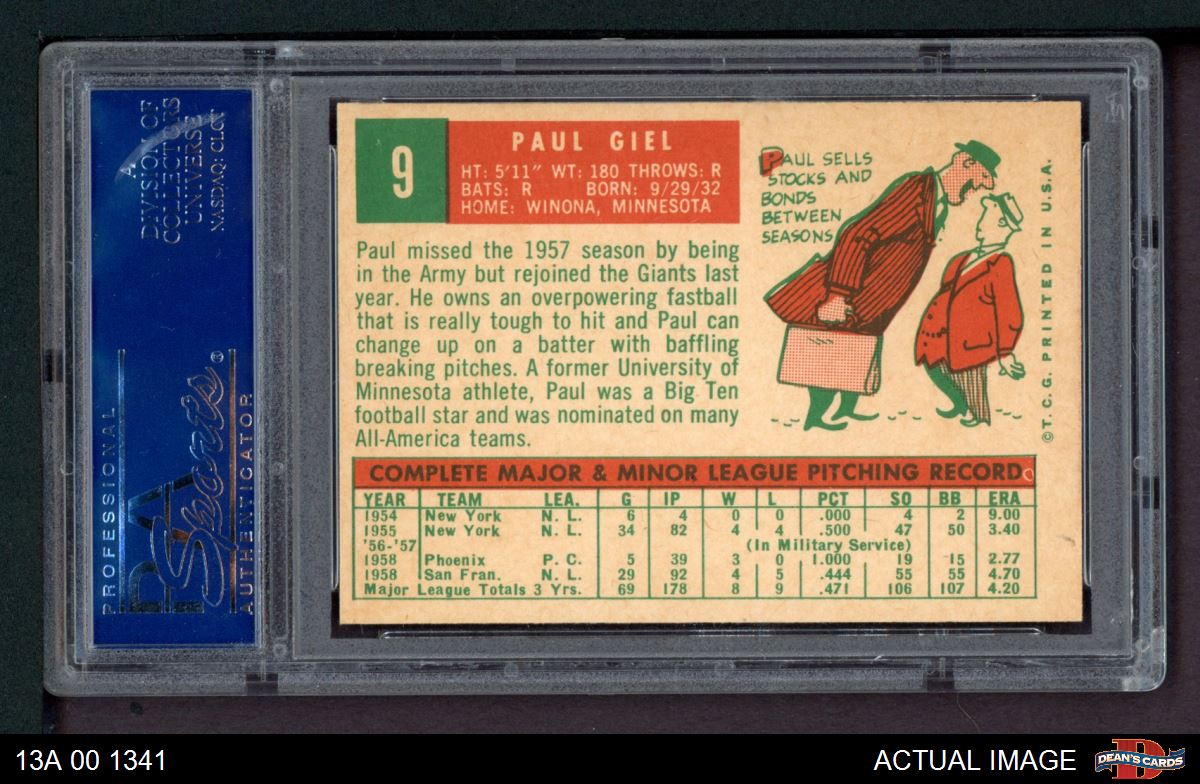 A
DIVISION OF
COLLECTORS
UNIVERSE
NASDAQ: CLCT
PROFESSIONAL
PSA
Sports®
AUTHENTICATOR
9
PAUL GIEL
HT: 5'11" WT: 180 THROWS: R
BATS: R BORN: 9/29/32
HOME: WINONA, MINNESOTA
Paul missed the 1957 season by being
in the Army but rejoined the Giants last
year. He owns an overpowering fastball
that is really tough to hit and Paul can
change up on a batter with baffling
breaking pitches. A former University of
Minnesota athlete, Paul was a Big Ten
football star and was nominated on many
All-America teams.
PAUL SELLS
STOCKS AND
BONDS
BETWEEN
SEASONS
©T. C. G. PRINTED IN U.S.A.
COMPLETE MAJOR & MINOR LEAGUE PITCHING RECORD
YEAR TEAM LEA. G IP W L PCT SO BB ERA
1954 New York N. L. 6 4 0 0 .000 4 2 9.00
1955 New York N. L. 34 82 4 4 .500 47 50 3.40
'56-'57 (In Military Service)
1958 Phoenix P. C. 5 39 3 0 1.000 19 15 2.77
1958 San Fran. N. L. 29 92 4 5 .444 55 55 4.70
Major League Totals 3 Yrs. 69 178 8 9 .471 106 107 4.20
13A 00 1341
ACTUAL IMAGE
DEAN'S CARDS